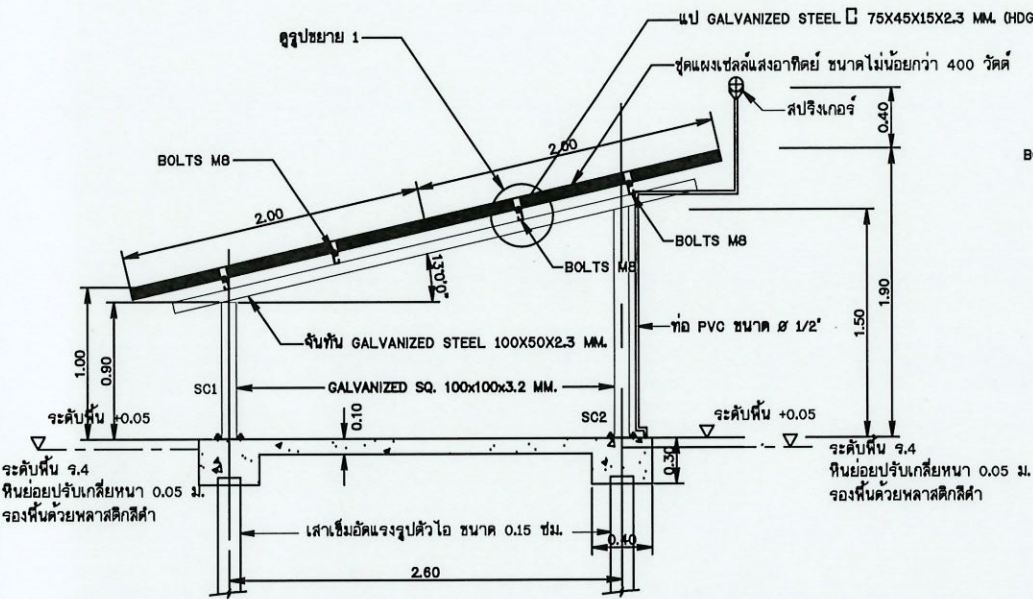 แป GALVANIZED STEEL 75X45X15X2.3 MM. (HDG
ดูรูปขยาย 1
ชุดแผงเซลล์แสงอาทิตย์ ขนาดไม่น้อยกว่า 400 วัตต์
สปริงเกอร์
0.40
BOLTS M8
2.00
2.00
BOLTS M8
BOLTS M8
13.0.0"
1.90
1.50
ท่อ PVC ขนาด Ø 1/2"
จันทัน GALVANIZED STEEL 100X50X2.3 MM.
1.00
0.90
SC1
GALVANIZED SQ. 100x100x3.2 MM.
SC2
0.10
ระดับพื้น +0.05
ระดับพื้น +0.05
0.30
ระดับพื้น ร.4
หินย่อยปรับเกลี่ยหนา 0.05 ม.
รองพื้นด้วยพลาสติกสีดำ
ระดับพื้น ร.4
หินย่อยปรับเกลี่ยหนา 0.05 ม.
รองพื้นด้วยพลาสติกสีดำ
เสาเข็มอัดแรงรูปตัวไอ ขนาด 0.15 ซม.
0.40
2.60